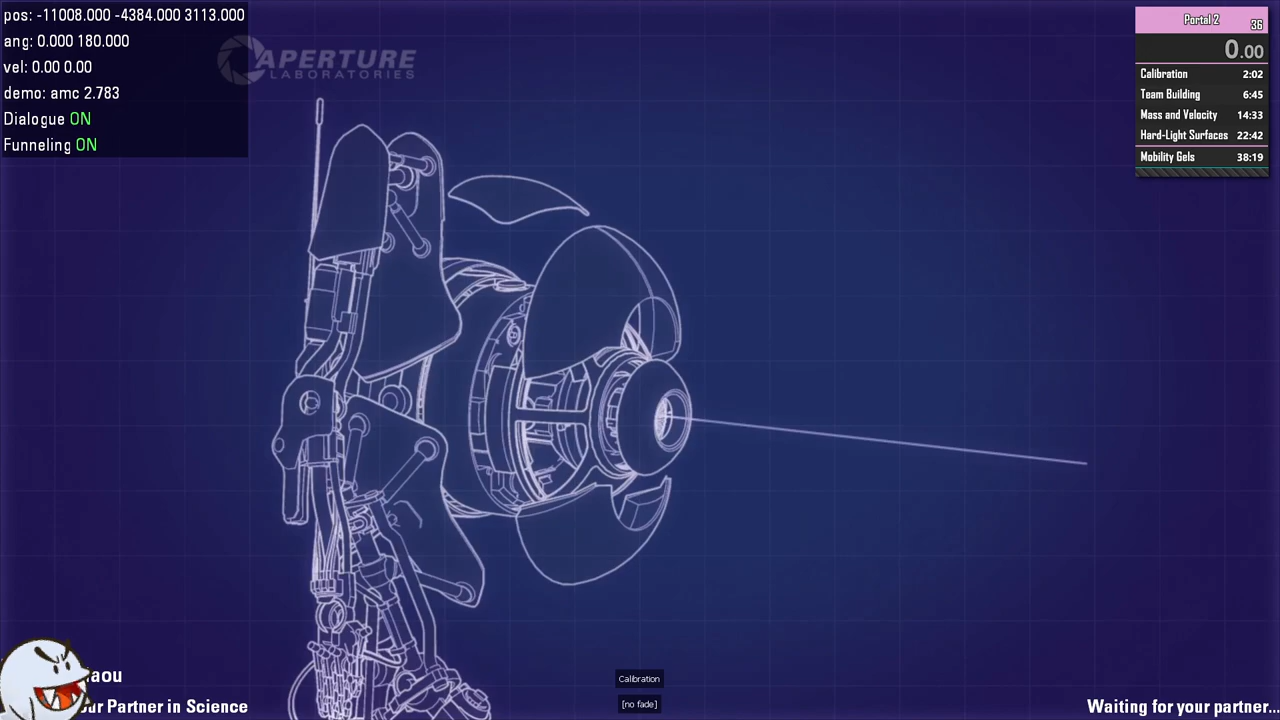 pos: -11008.000 -4384.000 3113.000
ang: 0.000 180.000
vel: 0.00 0.00
demo: amc 2.783
Dialogue ON
Funneling ON
APERTURE
LABORATORIES
Portal 2
36
0.00
Calibration 2:02
Team Building 6:45
Mass and Velocity 14:33
Hard-Light Surfaces 22:42
Mobility Gels 38:19
Partner in Science
Calibration
[no fade]
Waiting for your partner...